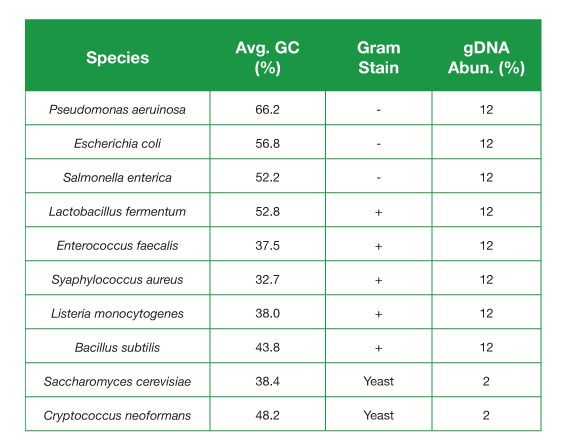 Species Avg. GC (%) Gram Stain gDNA Abun. (%)
Pseudomonas aeruinosa 66.2 - 12
Escherichia coli 56.8 - 12
Salmonella enterica 52.2 - 12
Lactobacillus fermentum 52.8 + 12
Enterococcus faecalis 37.5 + 12
Syaphylococcus aureus 32.7 + 12
Listeria monocytogenes 38.0 + 12
Bacillus subtilis 43.8 + 12
Saccharomyces cerevisiae 38.4 Yeast 2
Cryptococcus neoformans 48.2 Yeast 2